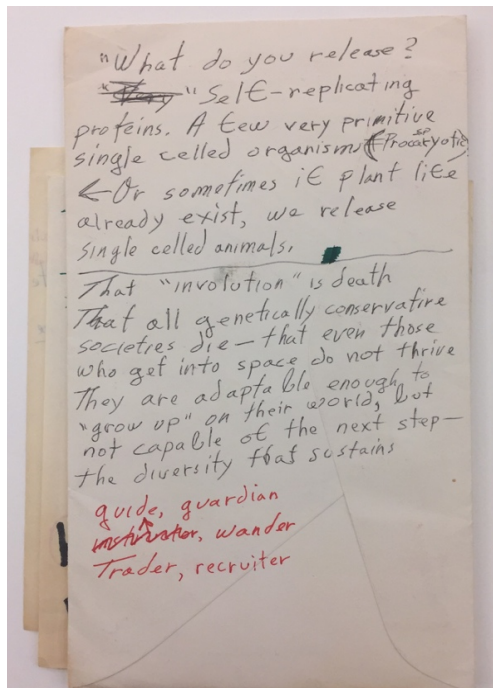 "What do you release?
"Self-replicating
proteins. A few very primitive
single celled organisms (Procaryotic) sp
← Or somotimes if plant life
already exist, we release
single celled animals.
That "involution" is death
That all genetically conservative
societies die — that even those
who get into space do not thrive
They are adaptable enough to
"grow up" on their world, but
not capable of the next step —
the diversity that sustains
guide, guardian
instructor, wander
Trader, recruiter